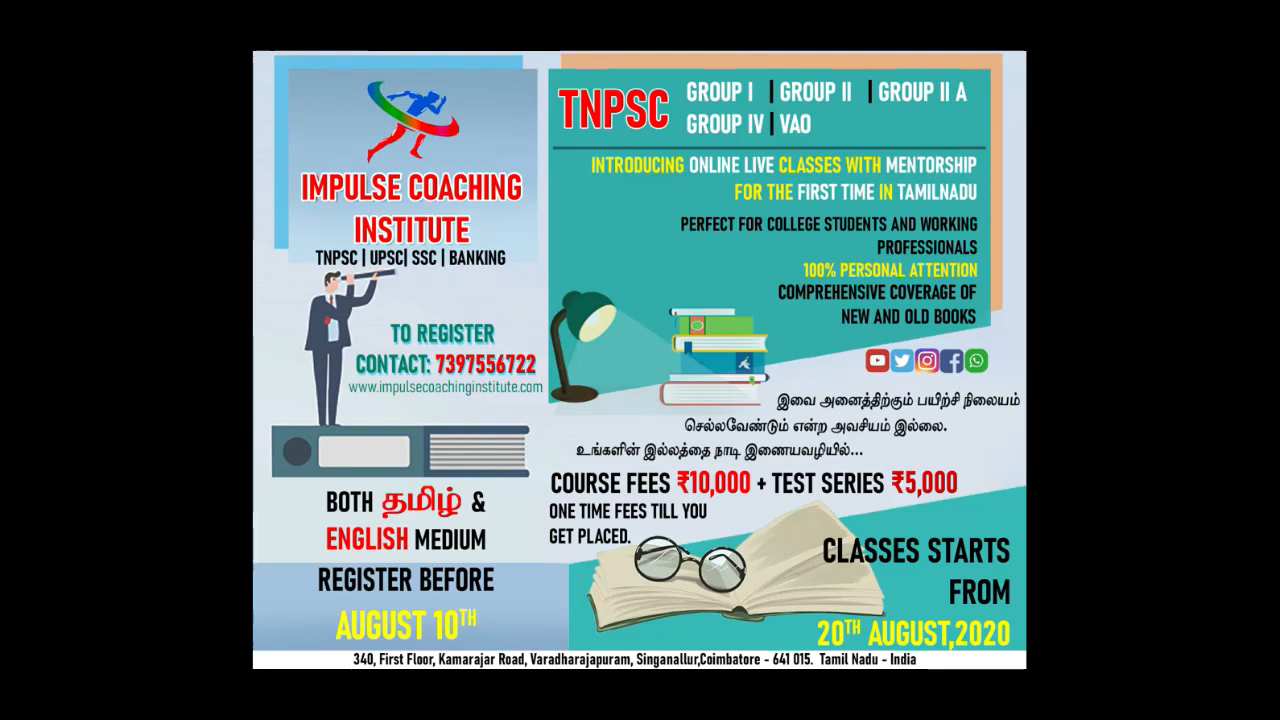 IMPULSE COACHING
INSTITUTE
TNPSC | UPSC| SSC | BANKING
TO REGISTER
CONTACT: 7397556722
www.impulsecoachinginstitute.com
BOTH தமிழ் &
ENGLISH MEDIUM
REGISTER BEFORE
AUGUST 10TH
TNPSC GROUP I | GROUP II | GROUP II A
GROUP IV | VAO
INTRODUCING ONLINE LIVE CLASSES WITH MENTORSHIP
FOR THE FIRST TIME IN TAMILNADU
PERFECT FOR COLLEGE STUDENTS AND WORKING
PROFESSIONALS
100% PERSONAL ATTENTION
COMPREHENSIVE COVERAGE OF
NEW AND OLD BOOKS
இவை அனைத்திற்கும் பயிற்சி நிலையம்
செல்லவேண்டும் என்ற அவசியம் இல்லை.
உங்களின் இல்லத்தை நாடி இணையவழியில்...
COURSE FEES ₹10,000 + TEST SERIES ₹5,000
ONE TIME FEES TILL YOU
GET PLACED.
CLASSES STARTS
FROM
20TH AUGUST,2020
340, First Floor, Kamarajar Road, Varadharajapuram, Singanallur,Coimbatore - 641 015. Tamil Nadu - India